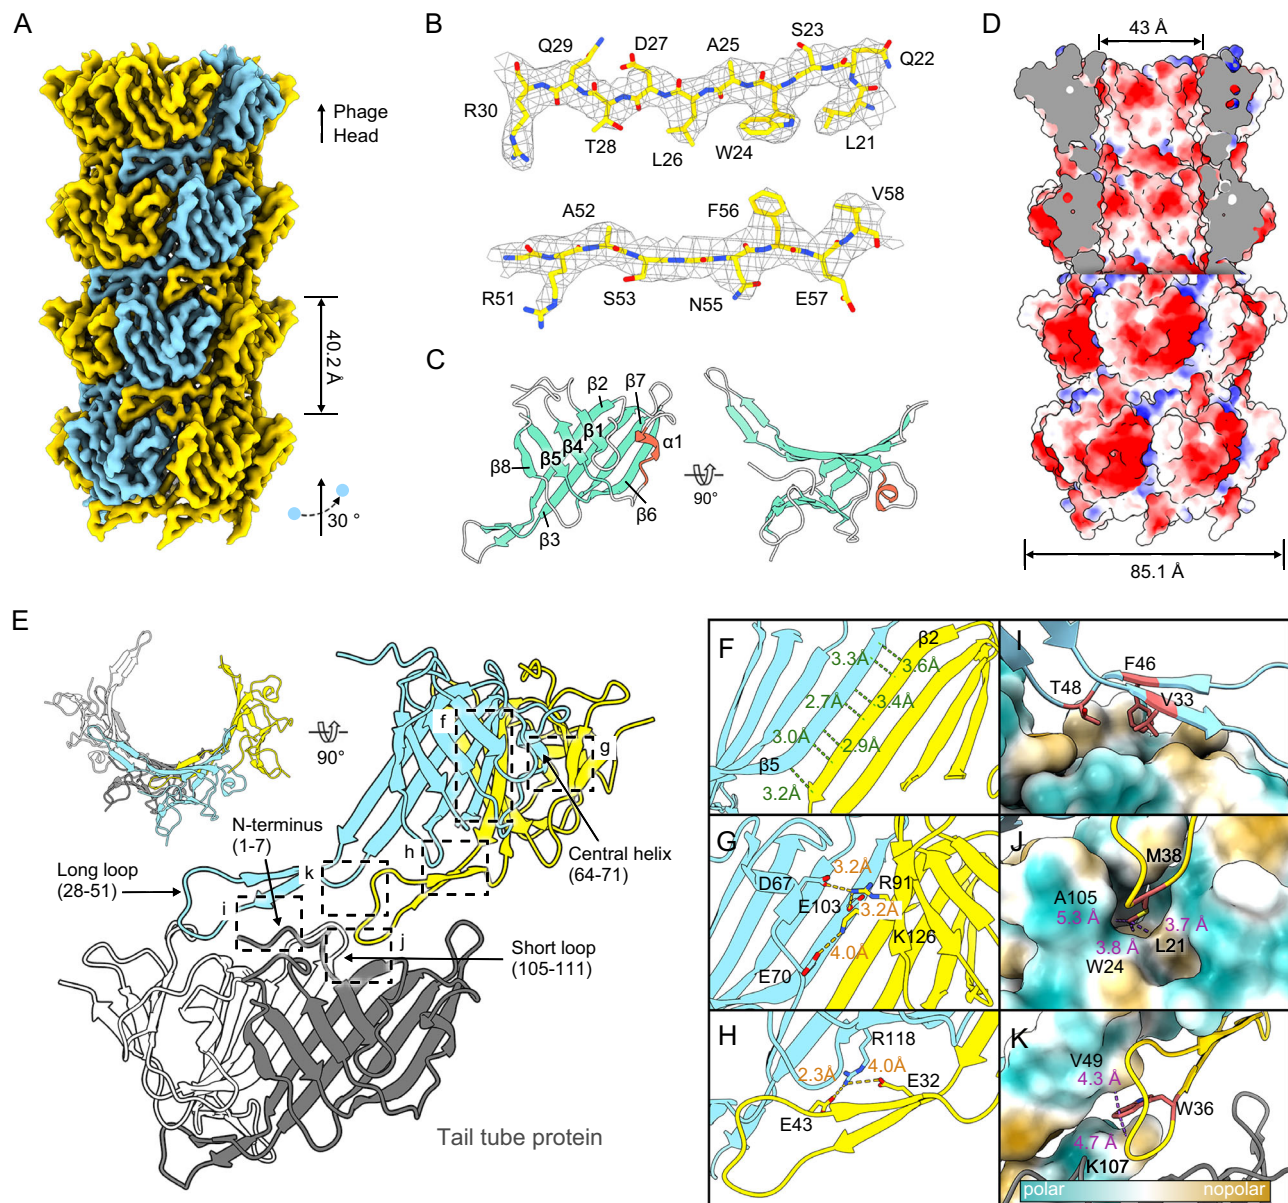 A
Phage
Head
40.2 Å
30 °
B
Q29
D27
A25
S23
Q22
R30
T28
L26
W24
L21
A52
F56
V58
R51
S53
N55
E57
C
β2
β7
β1
β4
β5
α1
β8
β6
β3
90°
D
43 Å
85.1 Å
E
90°
N-terminus
(1-7)
Long loop
(28-51)
f
g
h
k
i
j
Central helix
(64-71)
Short loop
(105-111)
Tail tube protein
F
β2
3.3Å
3.6Å
2.7Å
3.4Å
3.0Å
2.9Å
β5
3.2Å
G
3.2Å
D67
R91
E103
3.2Å
4.0Å
K126
E70
H
R118
2.3Å
4.0Å
E32
E43
I
F46
T48
V33
J
M38
A105
5.3 Å
3.7 Å
3.8 Å
L21
W24
K
V49
4.3 Å
W36
4.7 Å
K107
polar
nopolar